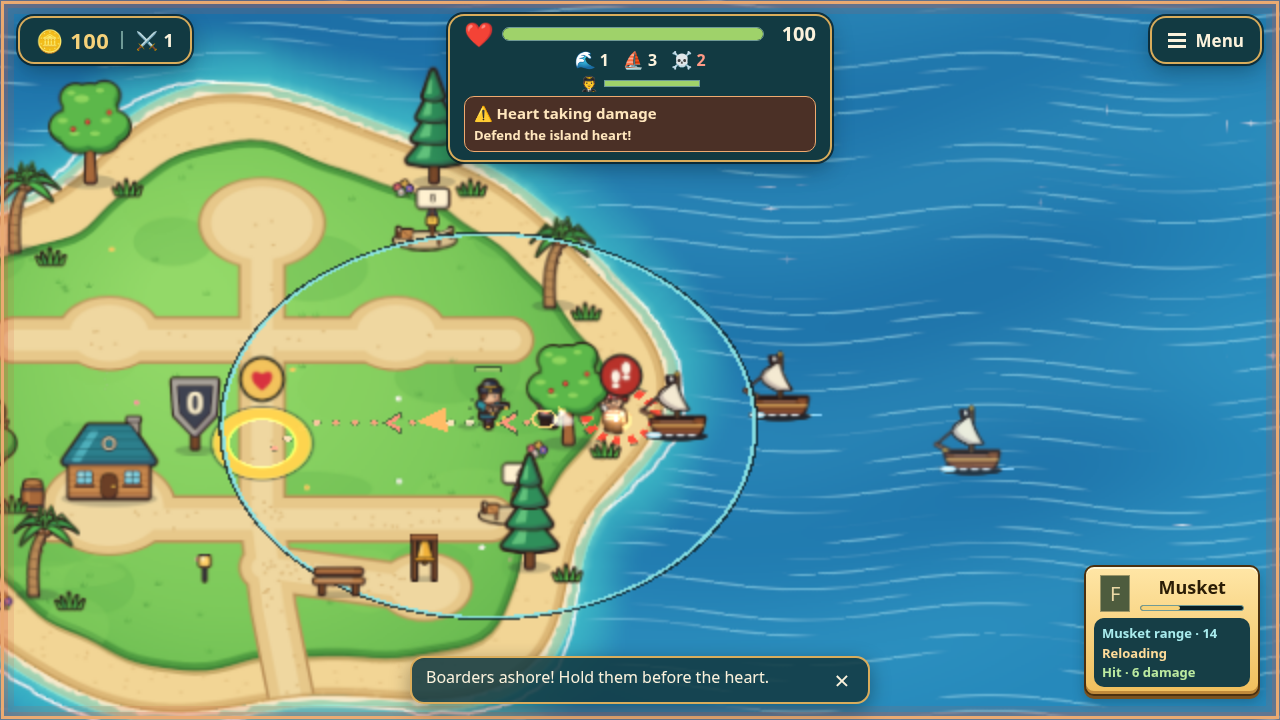 100 | 1
100
1 3 2
Heart taking damage
Defend the island heart!
Menu
0
F Musket
Musket range · 14
Reloading
Hit · 6 damage
Boarders ashore! Hold them before the heart.